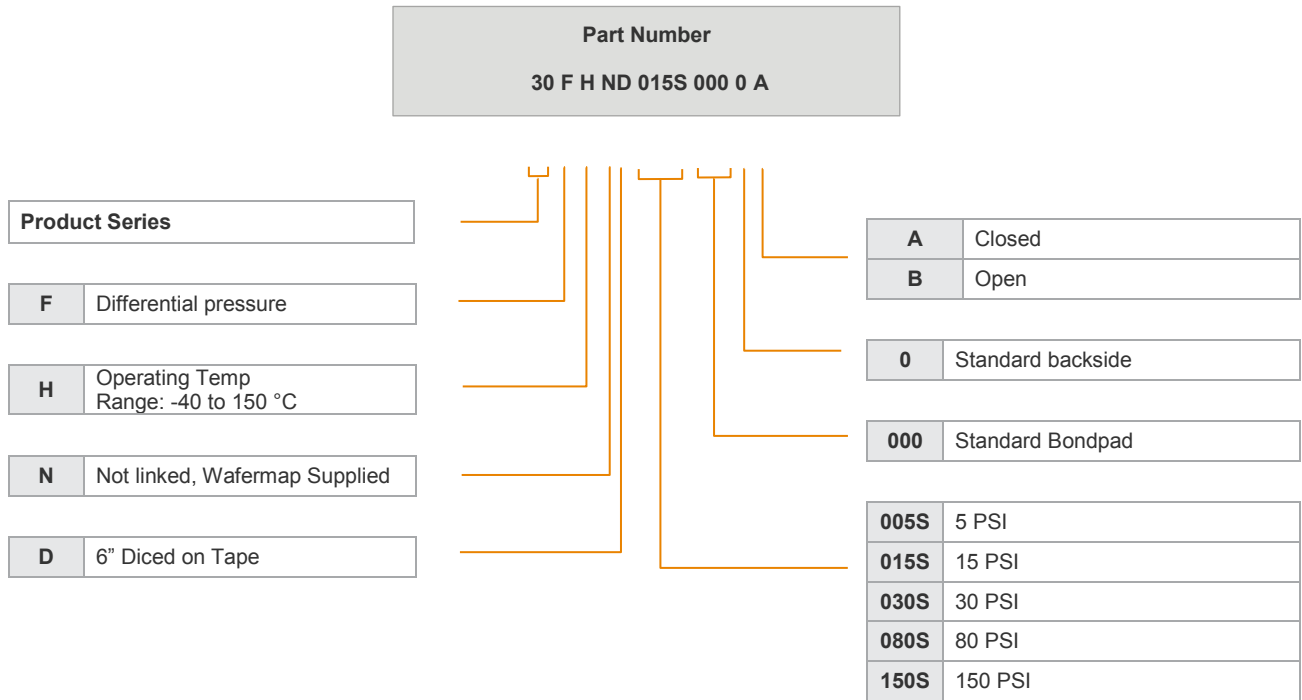 Part Number
30 F H ND 015S 000 0 A
Product Series
F Differential pressure
H Operating Temp
Range: -40 to 150 °C
N Not linked, Wafermap Supplied
D 6” Diced on Tape
A Closed
B Open
0 Standard backside
000 Standard Bondpad
005S 5 PSI
015S 15 PSI
030S 30 PSI
080S 80 PSI
150S 150 PSI